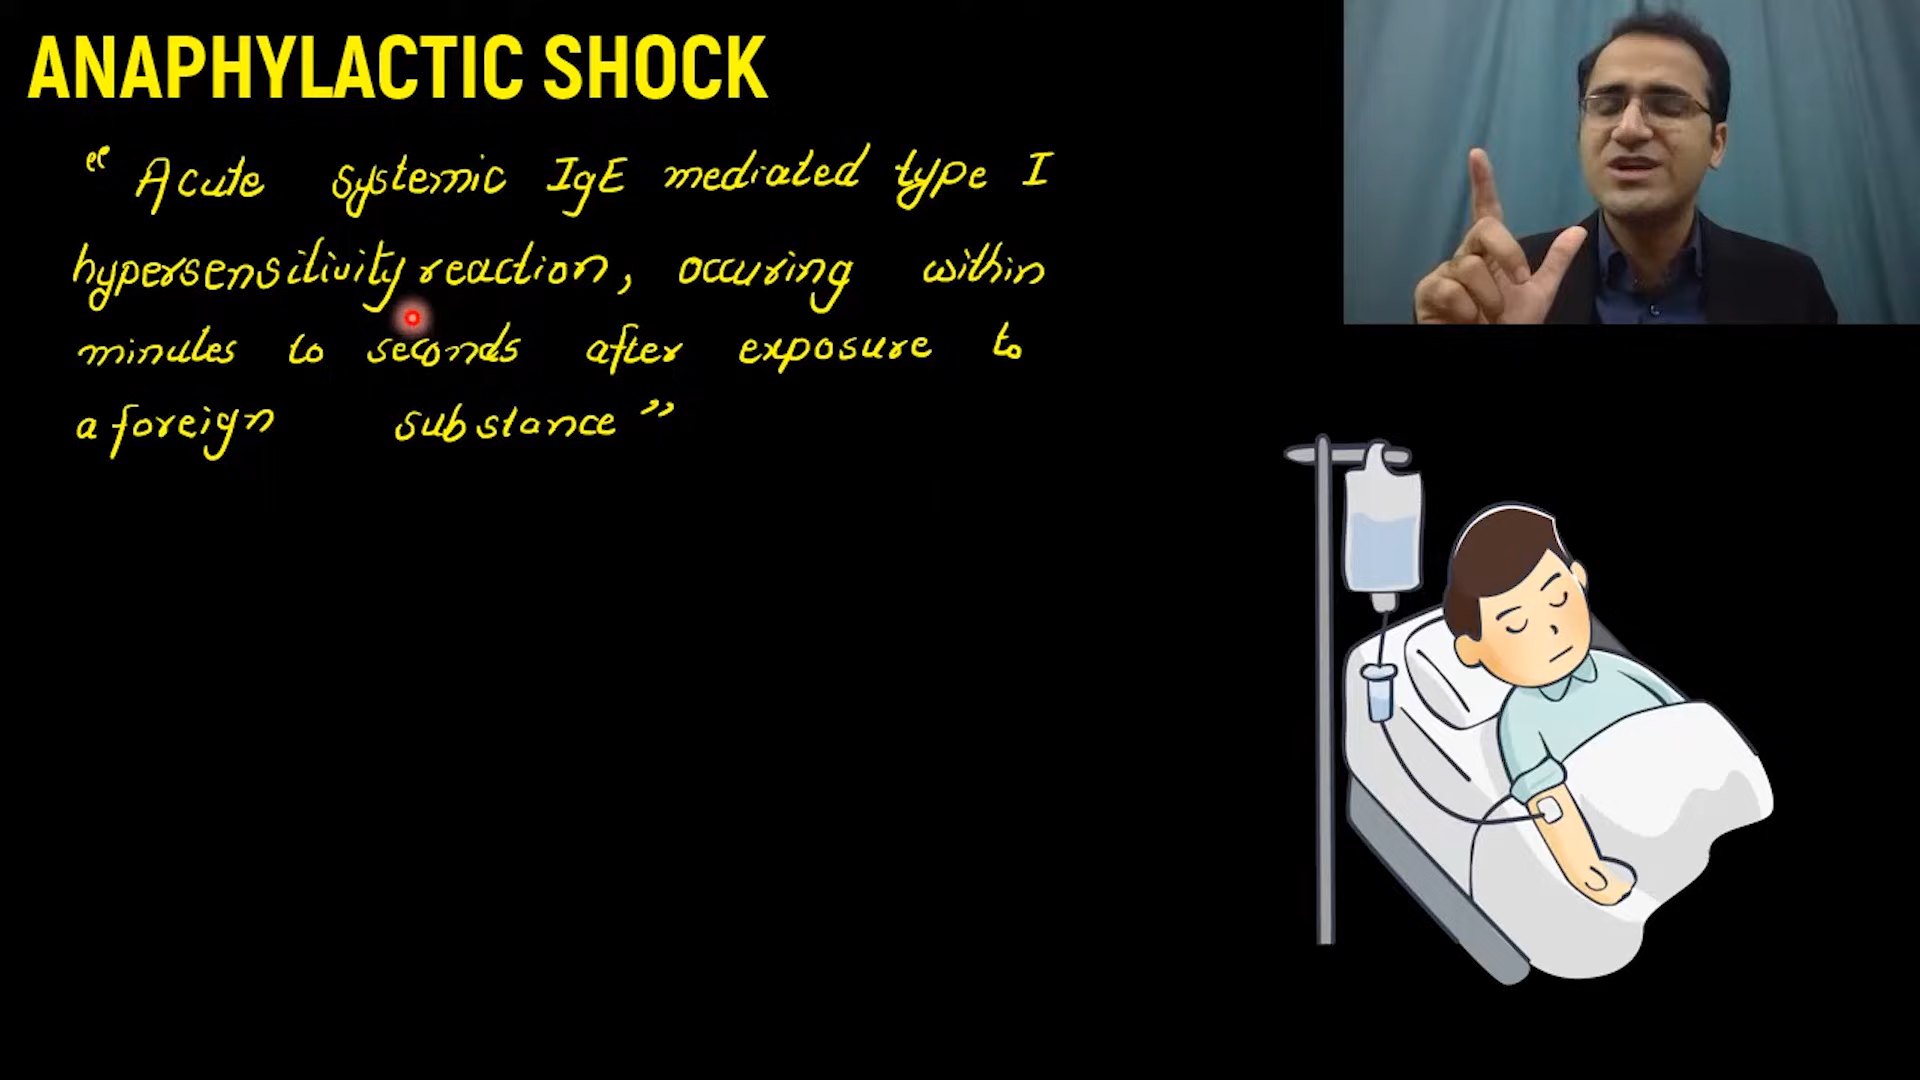 ANAPHYLACTIC SHOCK
“ Acute systemic IgE mediated type I
hypersensitivity reaction, occuring within
minutes to seconds after exposure to
a foreign substance ”